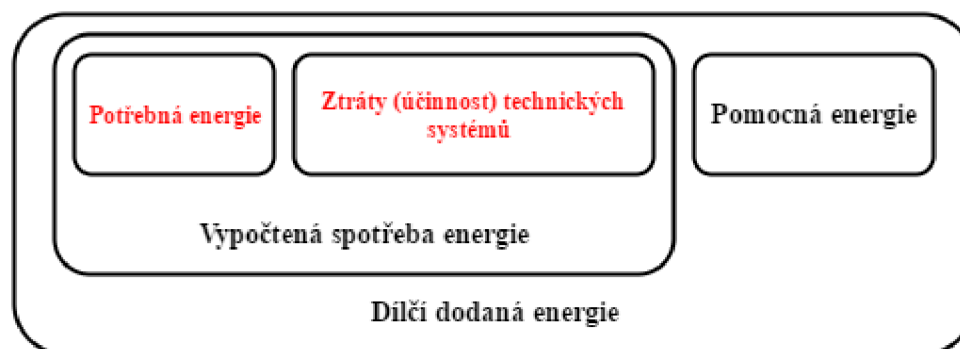 Potřebná energie
Ztráty (účinnost) technických
systémů
Pomocná energie
Vypočtená spotřeba energie
Dílčí dodaná energie